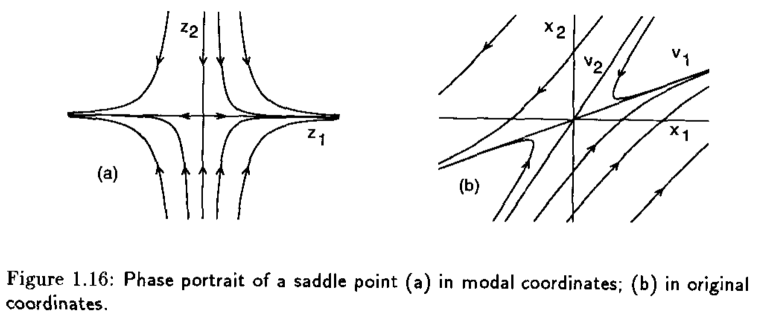 z2
z1
(a)
x2
v2
v1
x1
(b)
Figure 1.16: Phase portrait of a saddle point (a) in modal coordinates; (b) in original
coordinates.